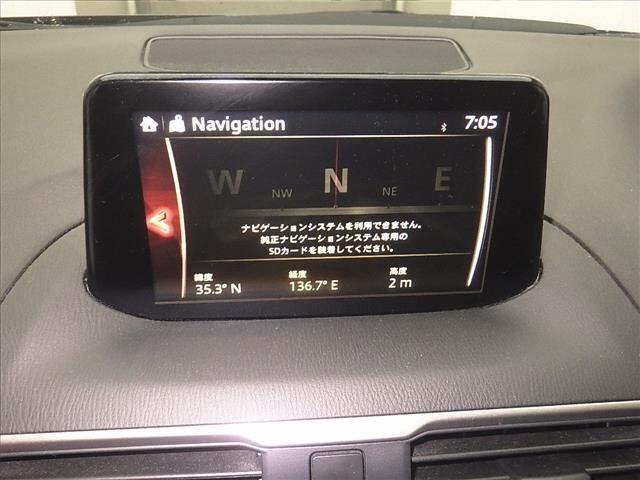 Navigation
7:05
W NW N NE E
ナビゲーションシステムを利用できません。
純正ナビゲーションシステム専用の
SDカードを装着してください。
緯度 経度 高度
35.3° N 136.7° E 2 m